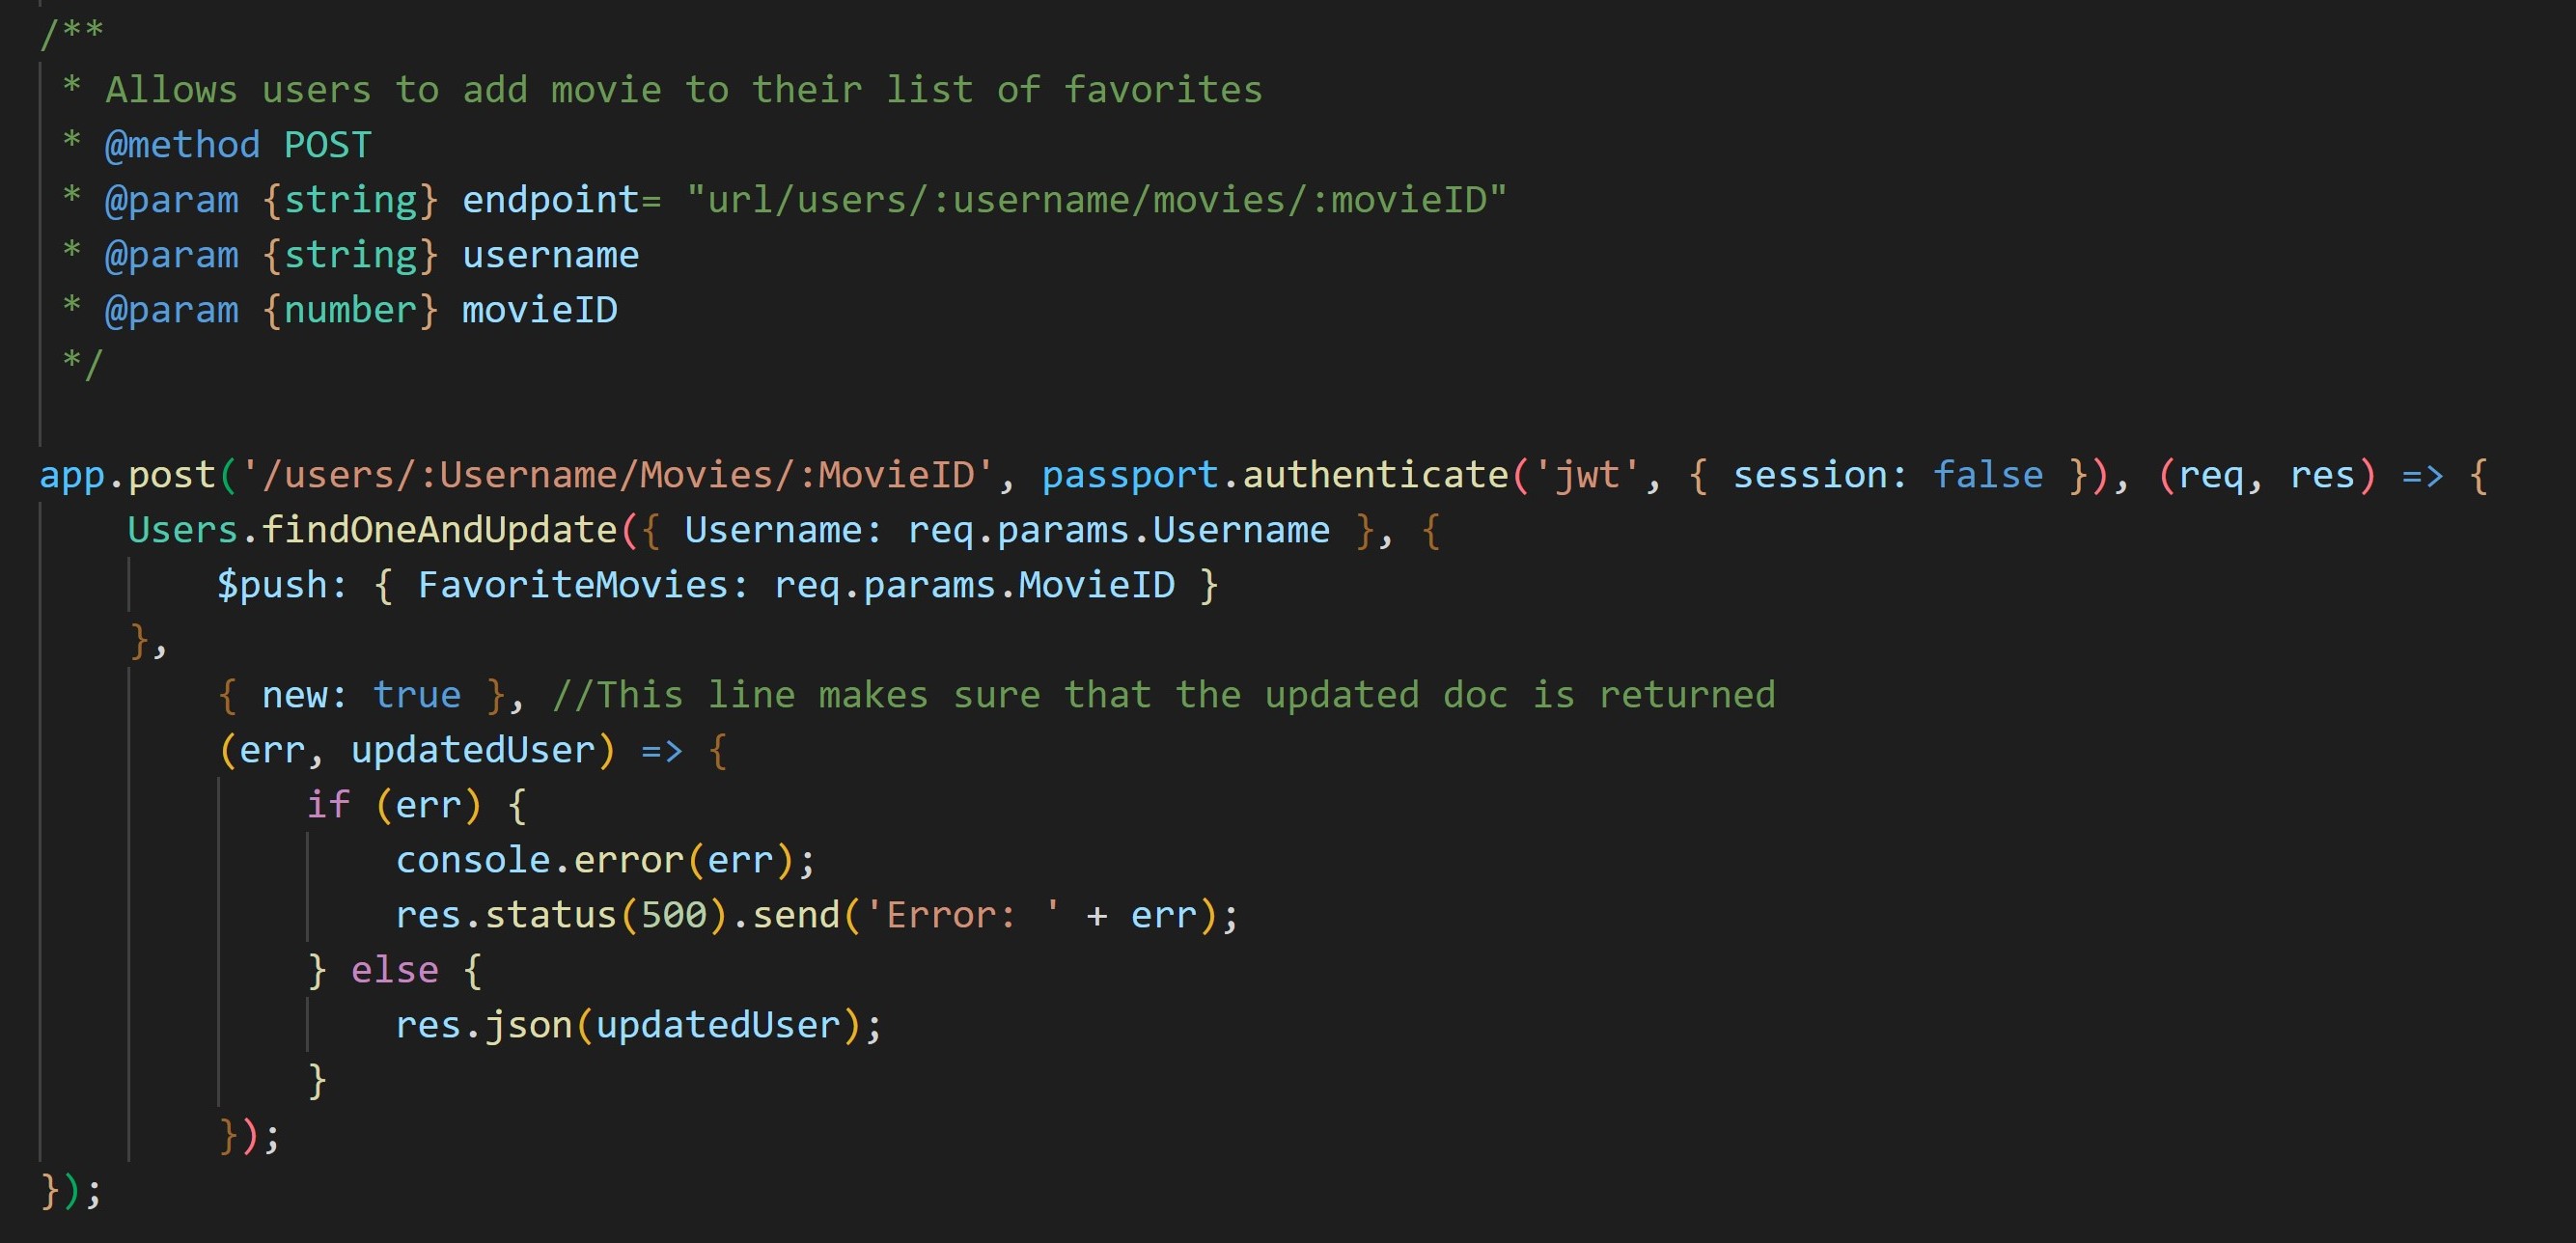 /**
 * Allows users to add movie to their list of favorites
 * @method POST
 * @param {string} endpoint= "url/users/:username/movies/:movieID"
 * @param {string} username
 * @param {number} movieID
 */
app.post('/users/:Username/Movies/:MovieID', passport.authenticate('jwt', { session: false }), (req, res) => {
    Users.findOneAndUpdate({ Username: req.params.Username }, {
        $push: { FavoriteMovies: req.params.MovieID }
    },
        { new: true }, //This line makes sure that the updated doc is returned
        (err, updatedUser) => {
            if (err) {
                console.error(err);
                res.status(500).send('Error: ' + err);
            } else {
                res.json(updatedUser);
            }
        });
});